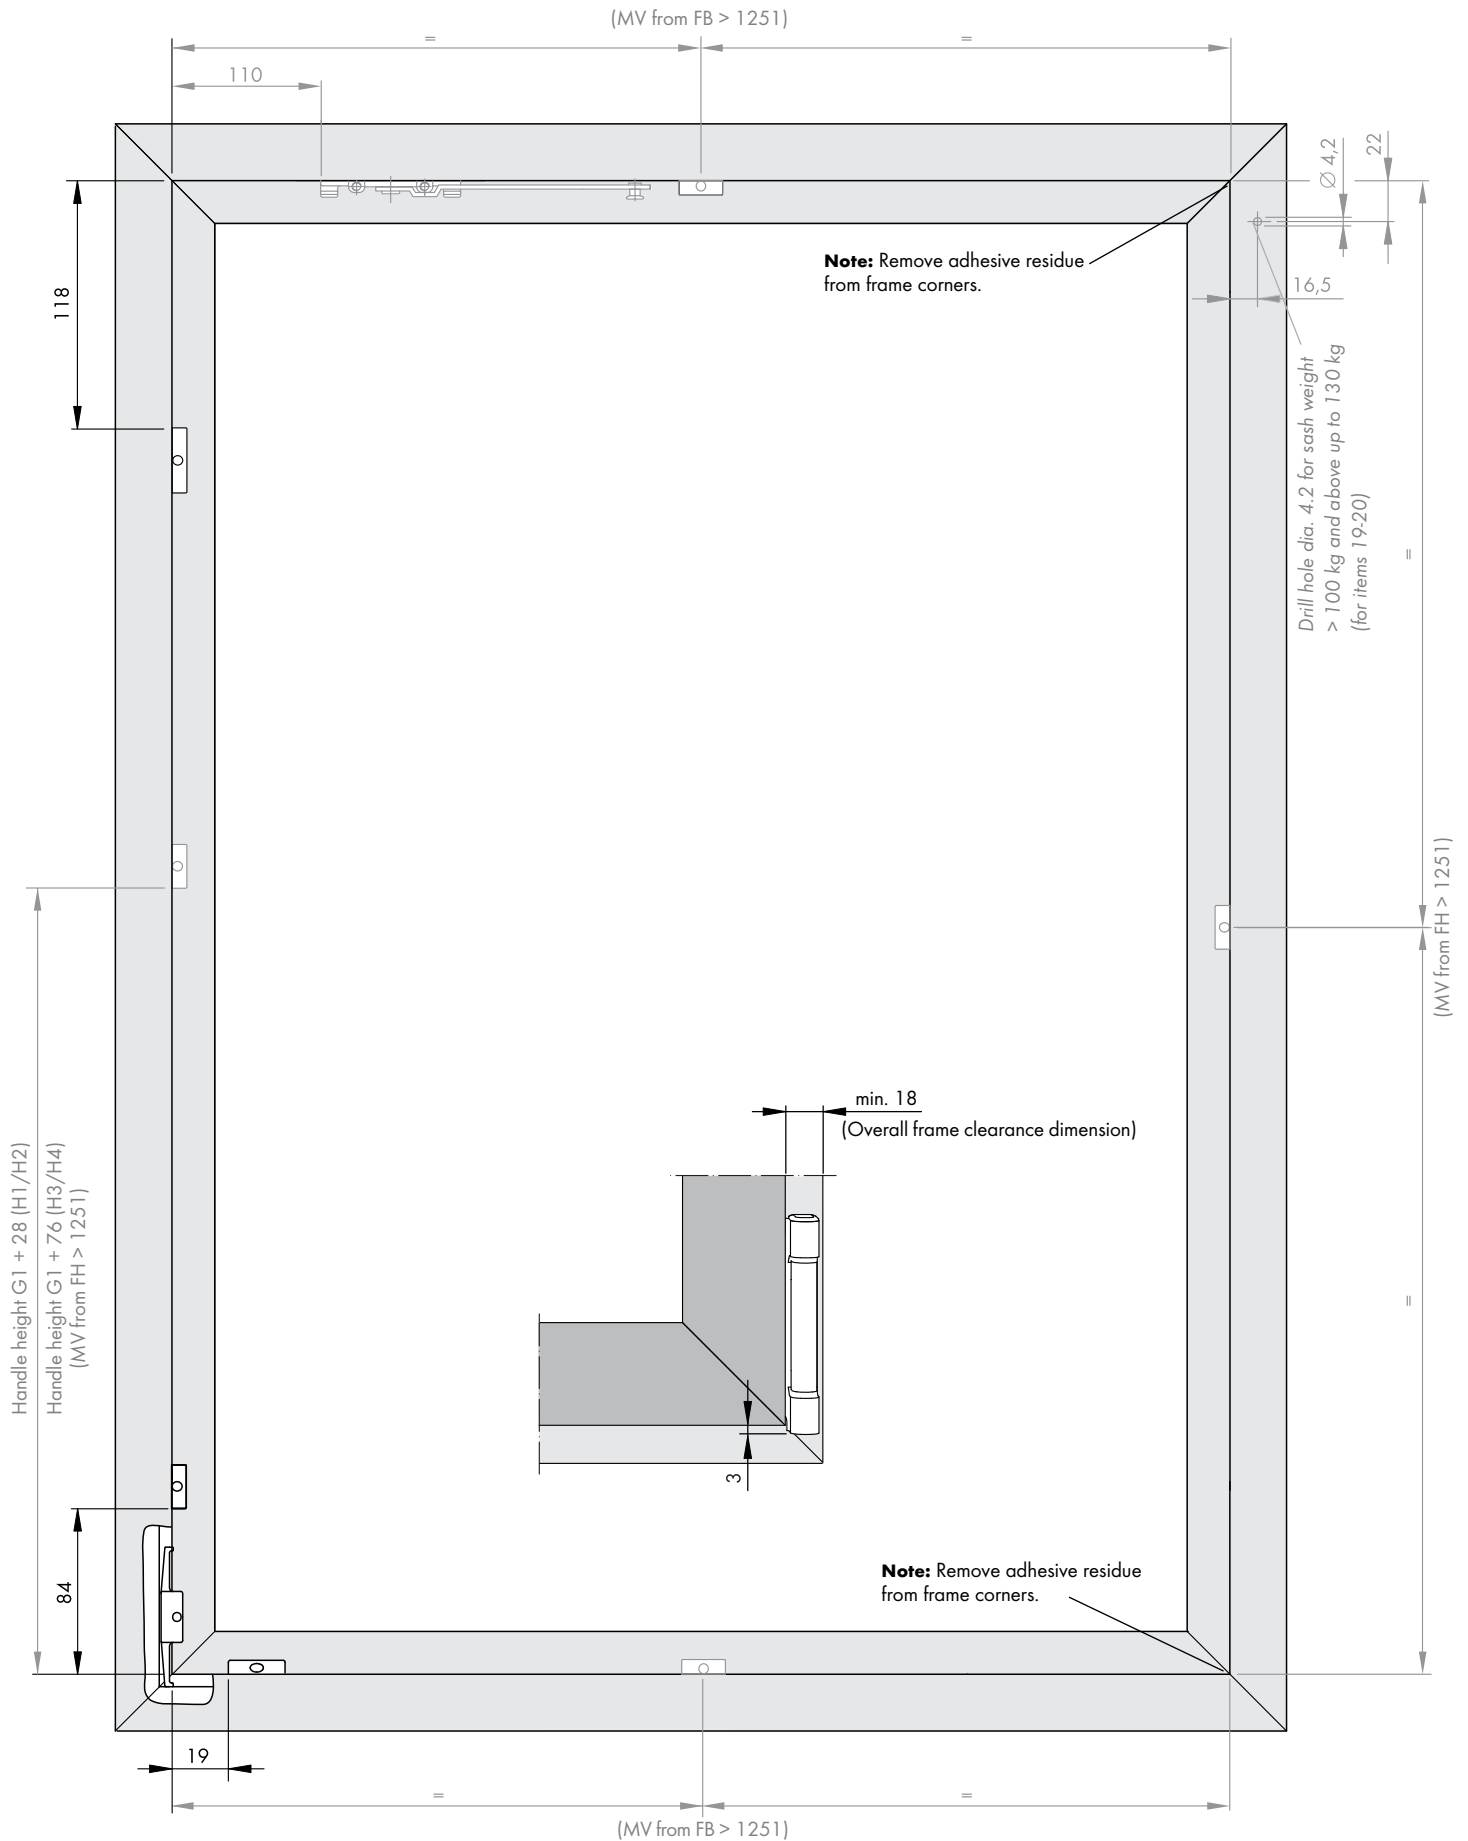 (MV from FB > 1251)
=
=
110
Ø 4,2
22
118
Note: Remove adhesive residue
from frame corners.
16,5
Drill hole dia. 4.2 for sash weight
> 100 kg and above up to 130 kg
(for items 19-20)
=
(MV from FH > 1251)
min. 18
(Overall frame clearance dimension)
Handle height G1 + 28 (H1/H2)
Handle height G1 + 76 (H3/H4)
(MV from FH > 1251)
=
3
84
Note: Remove adhesive residue
from frame corners.
19
=
=
(MV from FB > 1251)